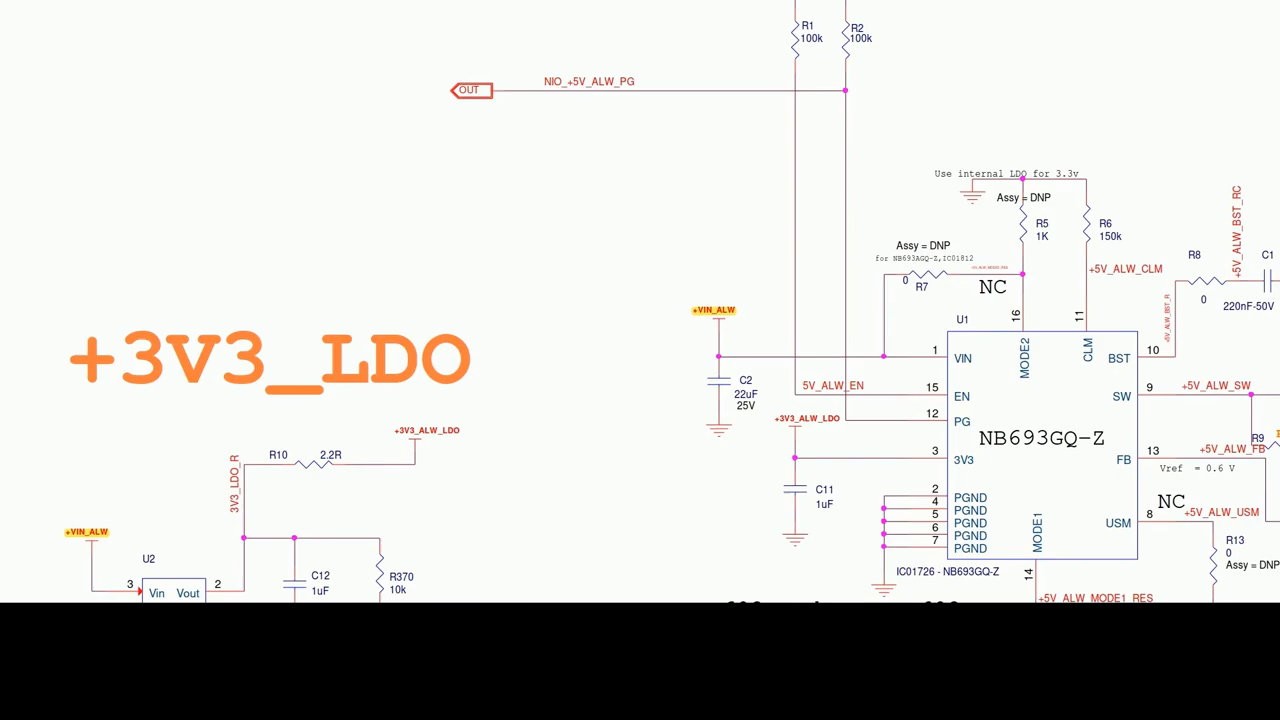 R1
100k
R2
100k
OUT
NIO_+5V_ALW_PG
Use internal LDO for 3.3v
Assy = DNP
R5
1K
R6
150k
+5V_ALW_BST_RC
Assy = DNP
for NB693AGQ-Z,IC01812
0
R7
NC
+5V_ALW_CLM
R8
0
C1
220nF-50V
+5V_ALW_BST_R
+VIN_ALW
U1
16
11
+3V3_LDO
C2
22uF
25V
1
VIN
MODE2
CLM
BST
10
5V_ALW_EN
15
EN
SW
9
+5V_ALW_SW
+3V3_ALW_LDO
12
PG
NB693GQ-Z
R9
+3V3_ALW_LDO
3
3V3
FB
13
+5V_ALW_FB
Vref = 0.6 V
R10
2.2R
3V3_LDO_R
C11
1uF
2
PGND
4
PGND
5
PGND
6
PGND
7
PGND
MODE1
USM
8
NC
+5V_ALW_USM
+VIN_ALW
U2
3
Vin
Vout
2
C12
1uF
R370
10k
IC01726 - NB693GQ-Z
14
+5V_ALW_MODE1_RES
R13
0
Assy = DNP